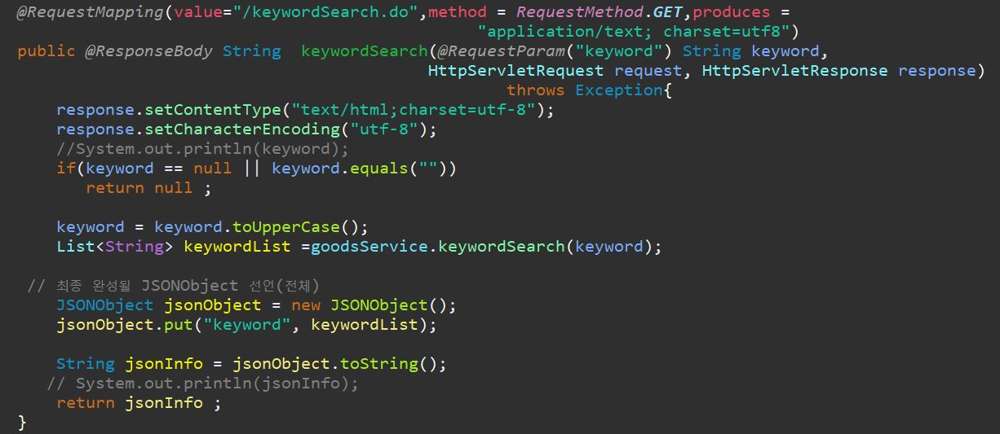 @RequestMapping(value="/keywordSearch.do",method = RequestMethod.GET,produces =
"application/text; charset=utf8")
public @ResponseBody String  keywordSearch(@RequestParam("keyword") String keyword,
HttpServletRequest request, HttpServletResponse response)
throws Exception{
response.setContentType("text/html;charset=utf-8");
response.setCharacterEncoding("utf-8");
//System.out.println(keyword);
if(keyword == null || keyword.equals(""))
return null ;
keyword = keyword.toUpperCase();
List<String> keywordList =goodsService.keywordSearch(keyword);
// 최종 완성될 JSONObject 선언(전체)
JSONObject jsonObject = new JSONObject();
jsonObject.put("keyword", keywordList);
String jsonInfo = jsonObject.toString();
// System.out.println(jsonInfo);
return jsonInfo ;
}